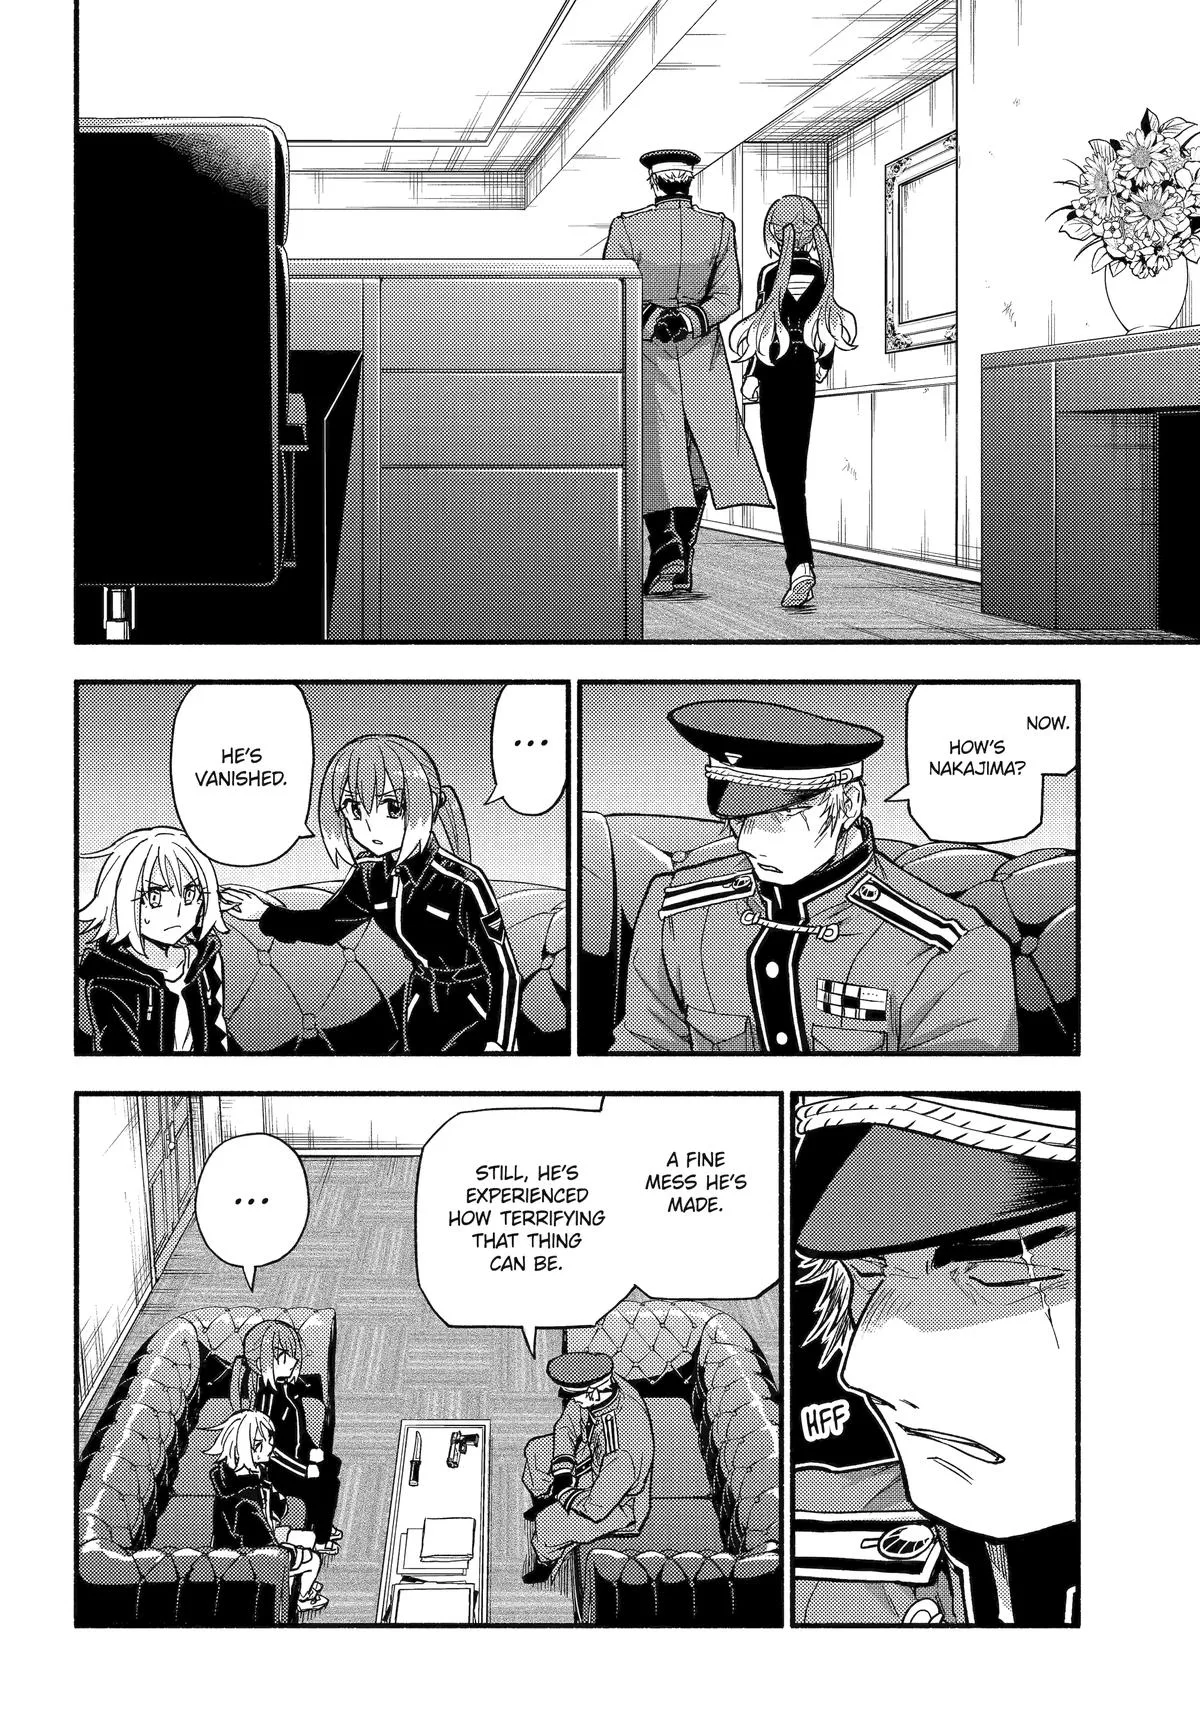 NOW.
HOW'S
NAKAJIMA?
...
HE'S
VANISHED.
HFF
A FINE
MESS HE'S
MADE.
STILL, HE'S
EXPERIENCED
HOW TERRIFYING
THAT THING
CAN BE.
...